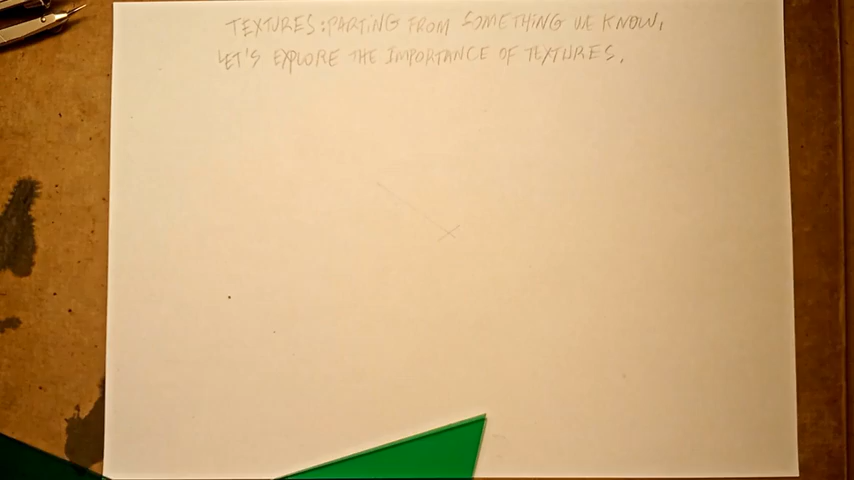 TEXTURES: PARTING FROM SOMETHING WE KNOW,
LET'S EXPLORE THE IMPORTANCE OF TEXTURES.